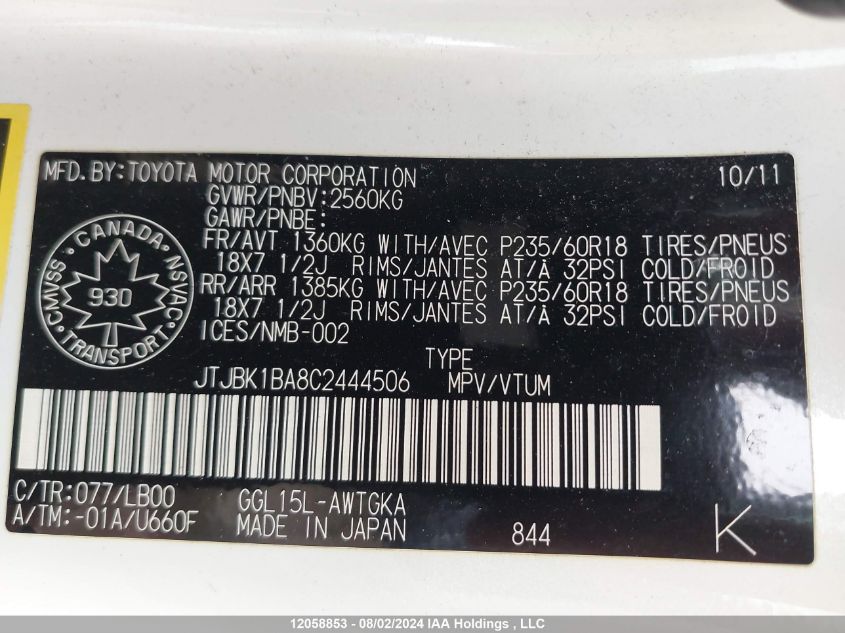 MFD.BY:TOYOTA MOTOR CORPORATION 10/11
GVWR/PNBV:2560KG
GAWR/PNBE:
FR/AVT 1360KG WITH/AVEC P235/60R18 TIRES/PNEUS
18X7 1/2J RIMS/JANTES AT/À 32PSI COLD/FROID
RR/ARR 1385KG WITH/AVEC P235/60R18 TIRES/PNEUS
18X7 1/2J RIMS/JANTES AT/À 32PSI COLD/FROID
ICES/NMB-002
CANADA
CMVSS 930 NSVAC
TRANSPORT
TYPE
JTJBK1BA8C2444506 MPV/VTUM
C/TR:077/LB00 GGL15L-AWTGKA
A/TM:-01A/U660F MADE IN JAPAN 844 K
12058853 - 08/02/2024 IAA Holdings , LLC